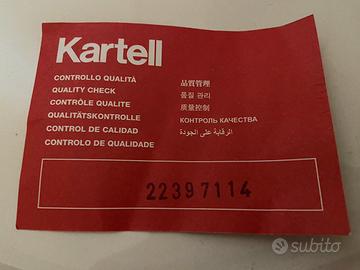 Kartell
CONTROLLO QUALITÀ
QUALITY CHECK
CONTRÔLE QUALITE
QUALITÄTSKONTROLLE
CONTROL DE CALIDAD
CONTROLO DE QUALIDADE
品質管理
품질 관리
质量控制
КОНТРОЛЬ КАЧЕСТВА
الرقابة على الجودة
22397114
subito